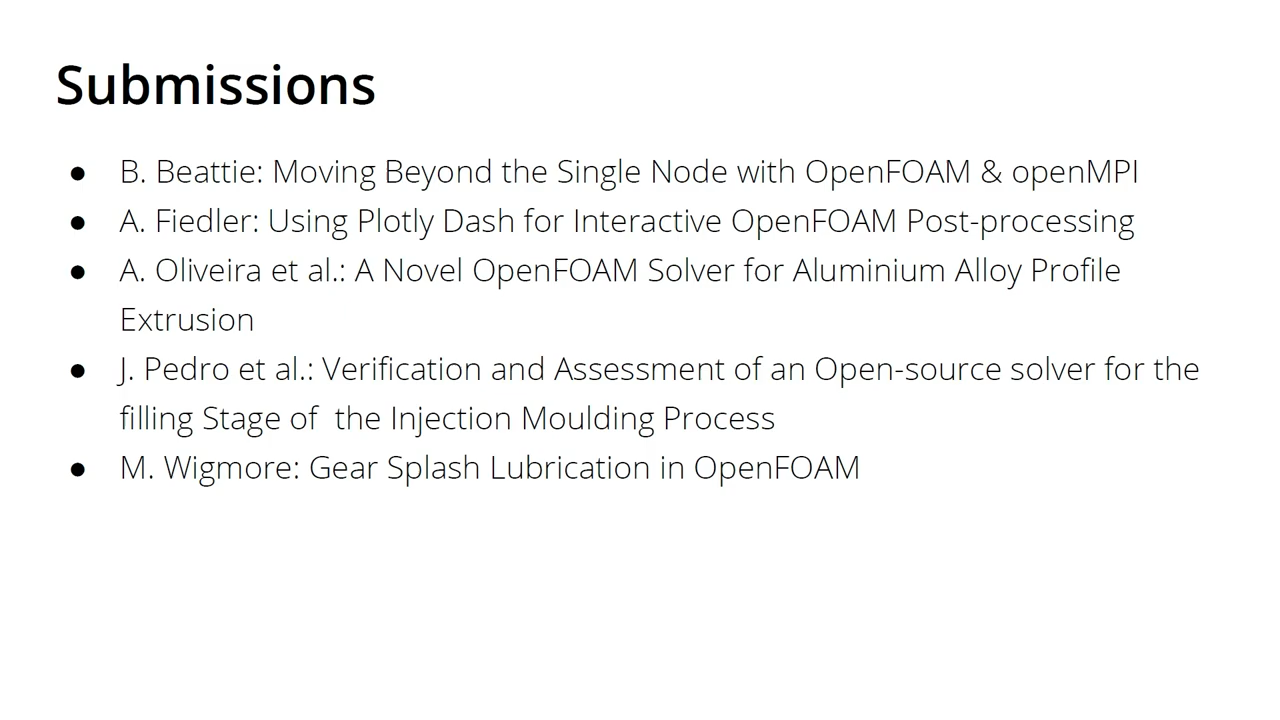 Submissions
● B. Beattie: Moving Beyond the Single Node with OpenFOAM & openMPI
● A. Fiedler: Using Plotly Dash for Interactive OpenFOAM Post-processing
● A. Oliveira et al.: A Novel OpenFOAM Solver for Aluminium Alloy Profile
Extrusion
● J. Pedro et al.: Verification and Assessment of an Open-source solver for the
filling Stage of  the Injection Moulding Process
● M. Wigmore: Gear Splash Lubrication in OpenFOAM